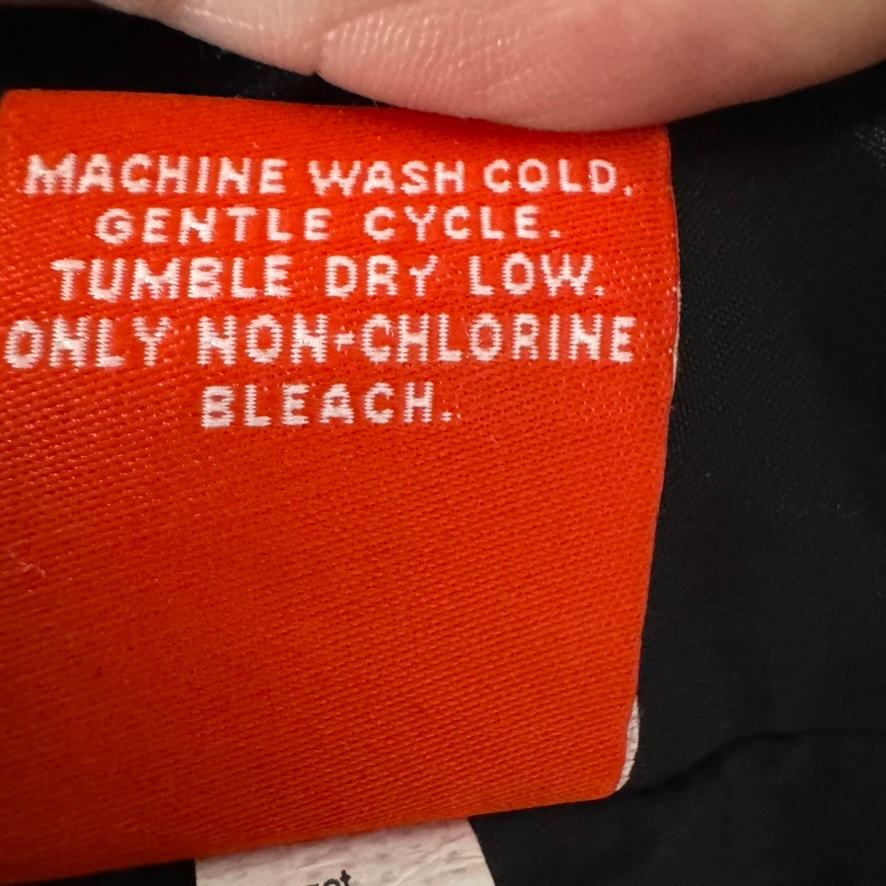 MACHINE WASH COLD.
GENTLE CYCLE.
TUMBLE DRY LOW.
ONLY NON-CHLORINE
BLEACH.